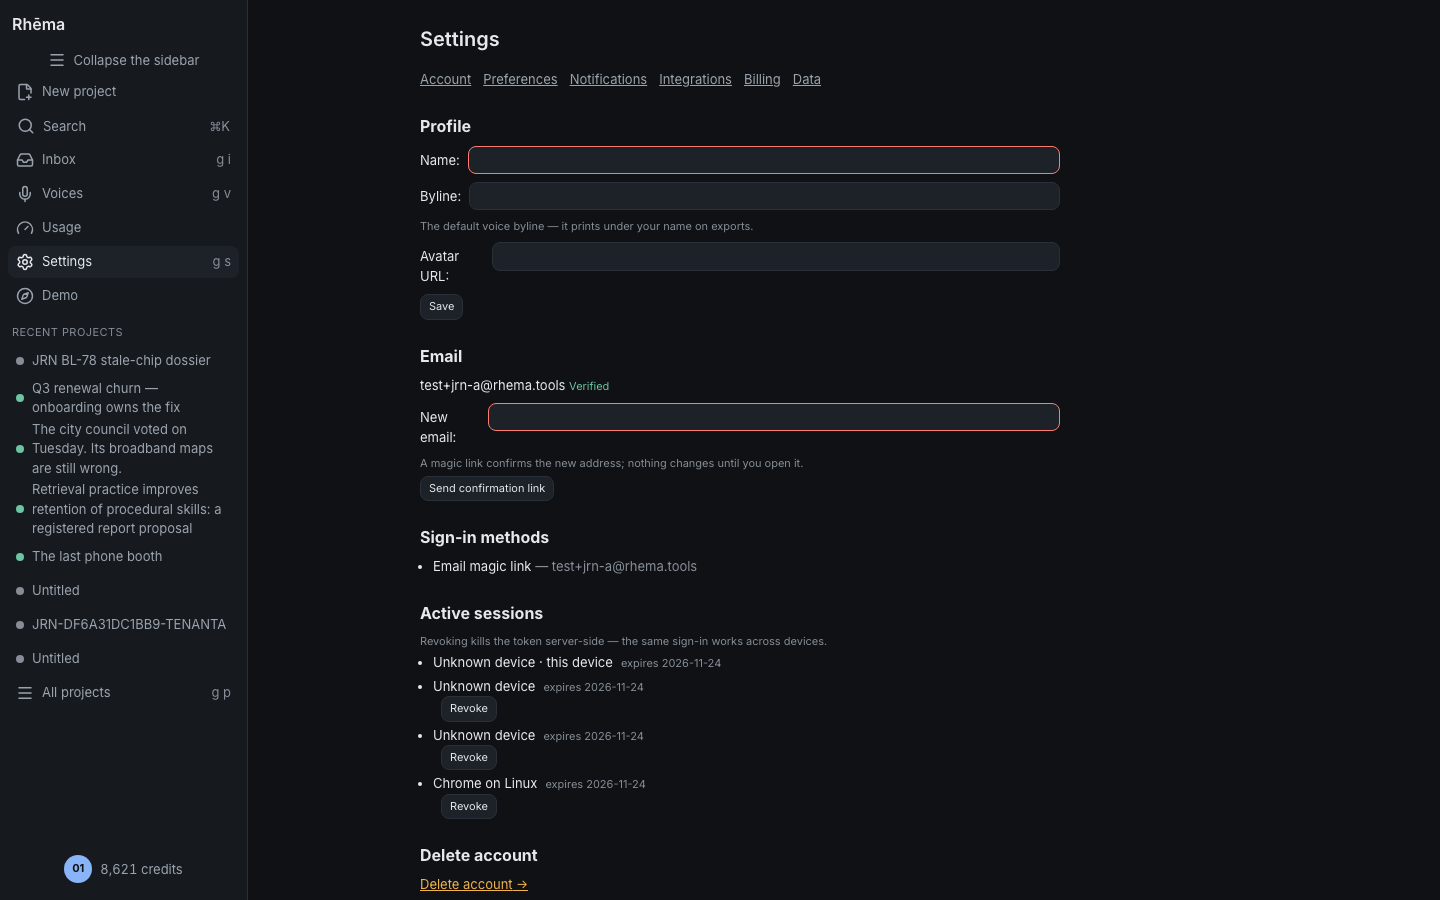 Rhēma
Collapse the sidebar
New project
Search ⌘K
Inbox g i
Voices g v
Usage
Settings g s
Demo
RECENT PROJECTS
JRN BL-78 stale-chip dossier
Q3 renewal churn —
onboarding owns the fix
The city council voted on
Tuesday. Its broadband maps
are still wrong.
Retrieval practice improves
retention of procedural skills: a
registered report proposal
The last phone booth
Untitled
JRN-DF6A31DC1BB9-TENANTA
Untitled
All projects g p
01 8,621 credits
Settings
Account Preferences Notifications Integrations Billing Data
Profile
Name:
Byline:
The default voice byline — it prints under your name on exports.
Avatar
URL:
Save
Email
test+jrn-a@rhema.tools Verified
New
email:
A magic link confirms the new address; nothing changes until you open it.
Send confirmation link
Sign-in methods
• Email magic link — test+jrn-a@rhema.tools
Active sessions
Revoking kills the token server-side — the same sign-in works across devices.
• Unknown device · this device expires 2026-11-24
• Unknown device expires 2026-11-24
Revoke
• Unknown device expires 2026-11-24
Revoke
• Chrome on Linux expires 2026-11-24
Revoke
Delete account
Delete account →